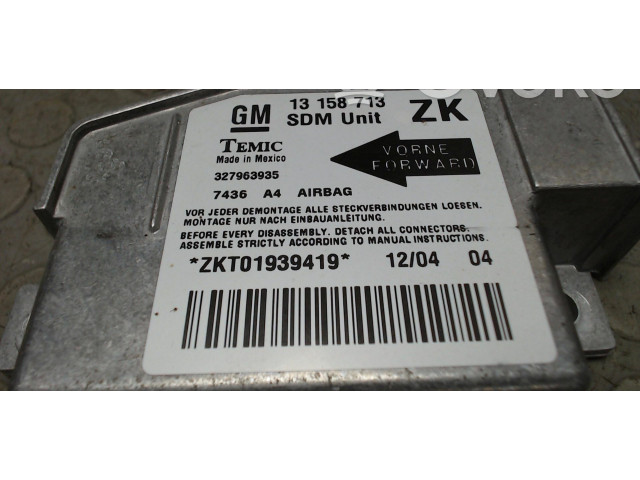 GM 13 158 713 ZK
SDM Unit
TEMIC
Made in Mexico
VORNE
FORWARD
327963935
7436 A4 AIRBAG
VOR JEDER DEMONTAGE ALLE STECKVERBINDUNGEN LOESEN.
MONTAGE NUR NACH EINBAUANLEITUNG.
BEFORE EVERY DISASSEMBLY. DETACH ALL CONNECTORS.
ASSEMBLE STRICTLY ACCORDING TO MANUAL INSTRUCTIONS.
*ZKT01939419* 12/04 04